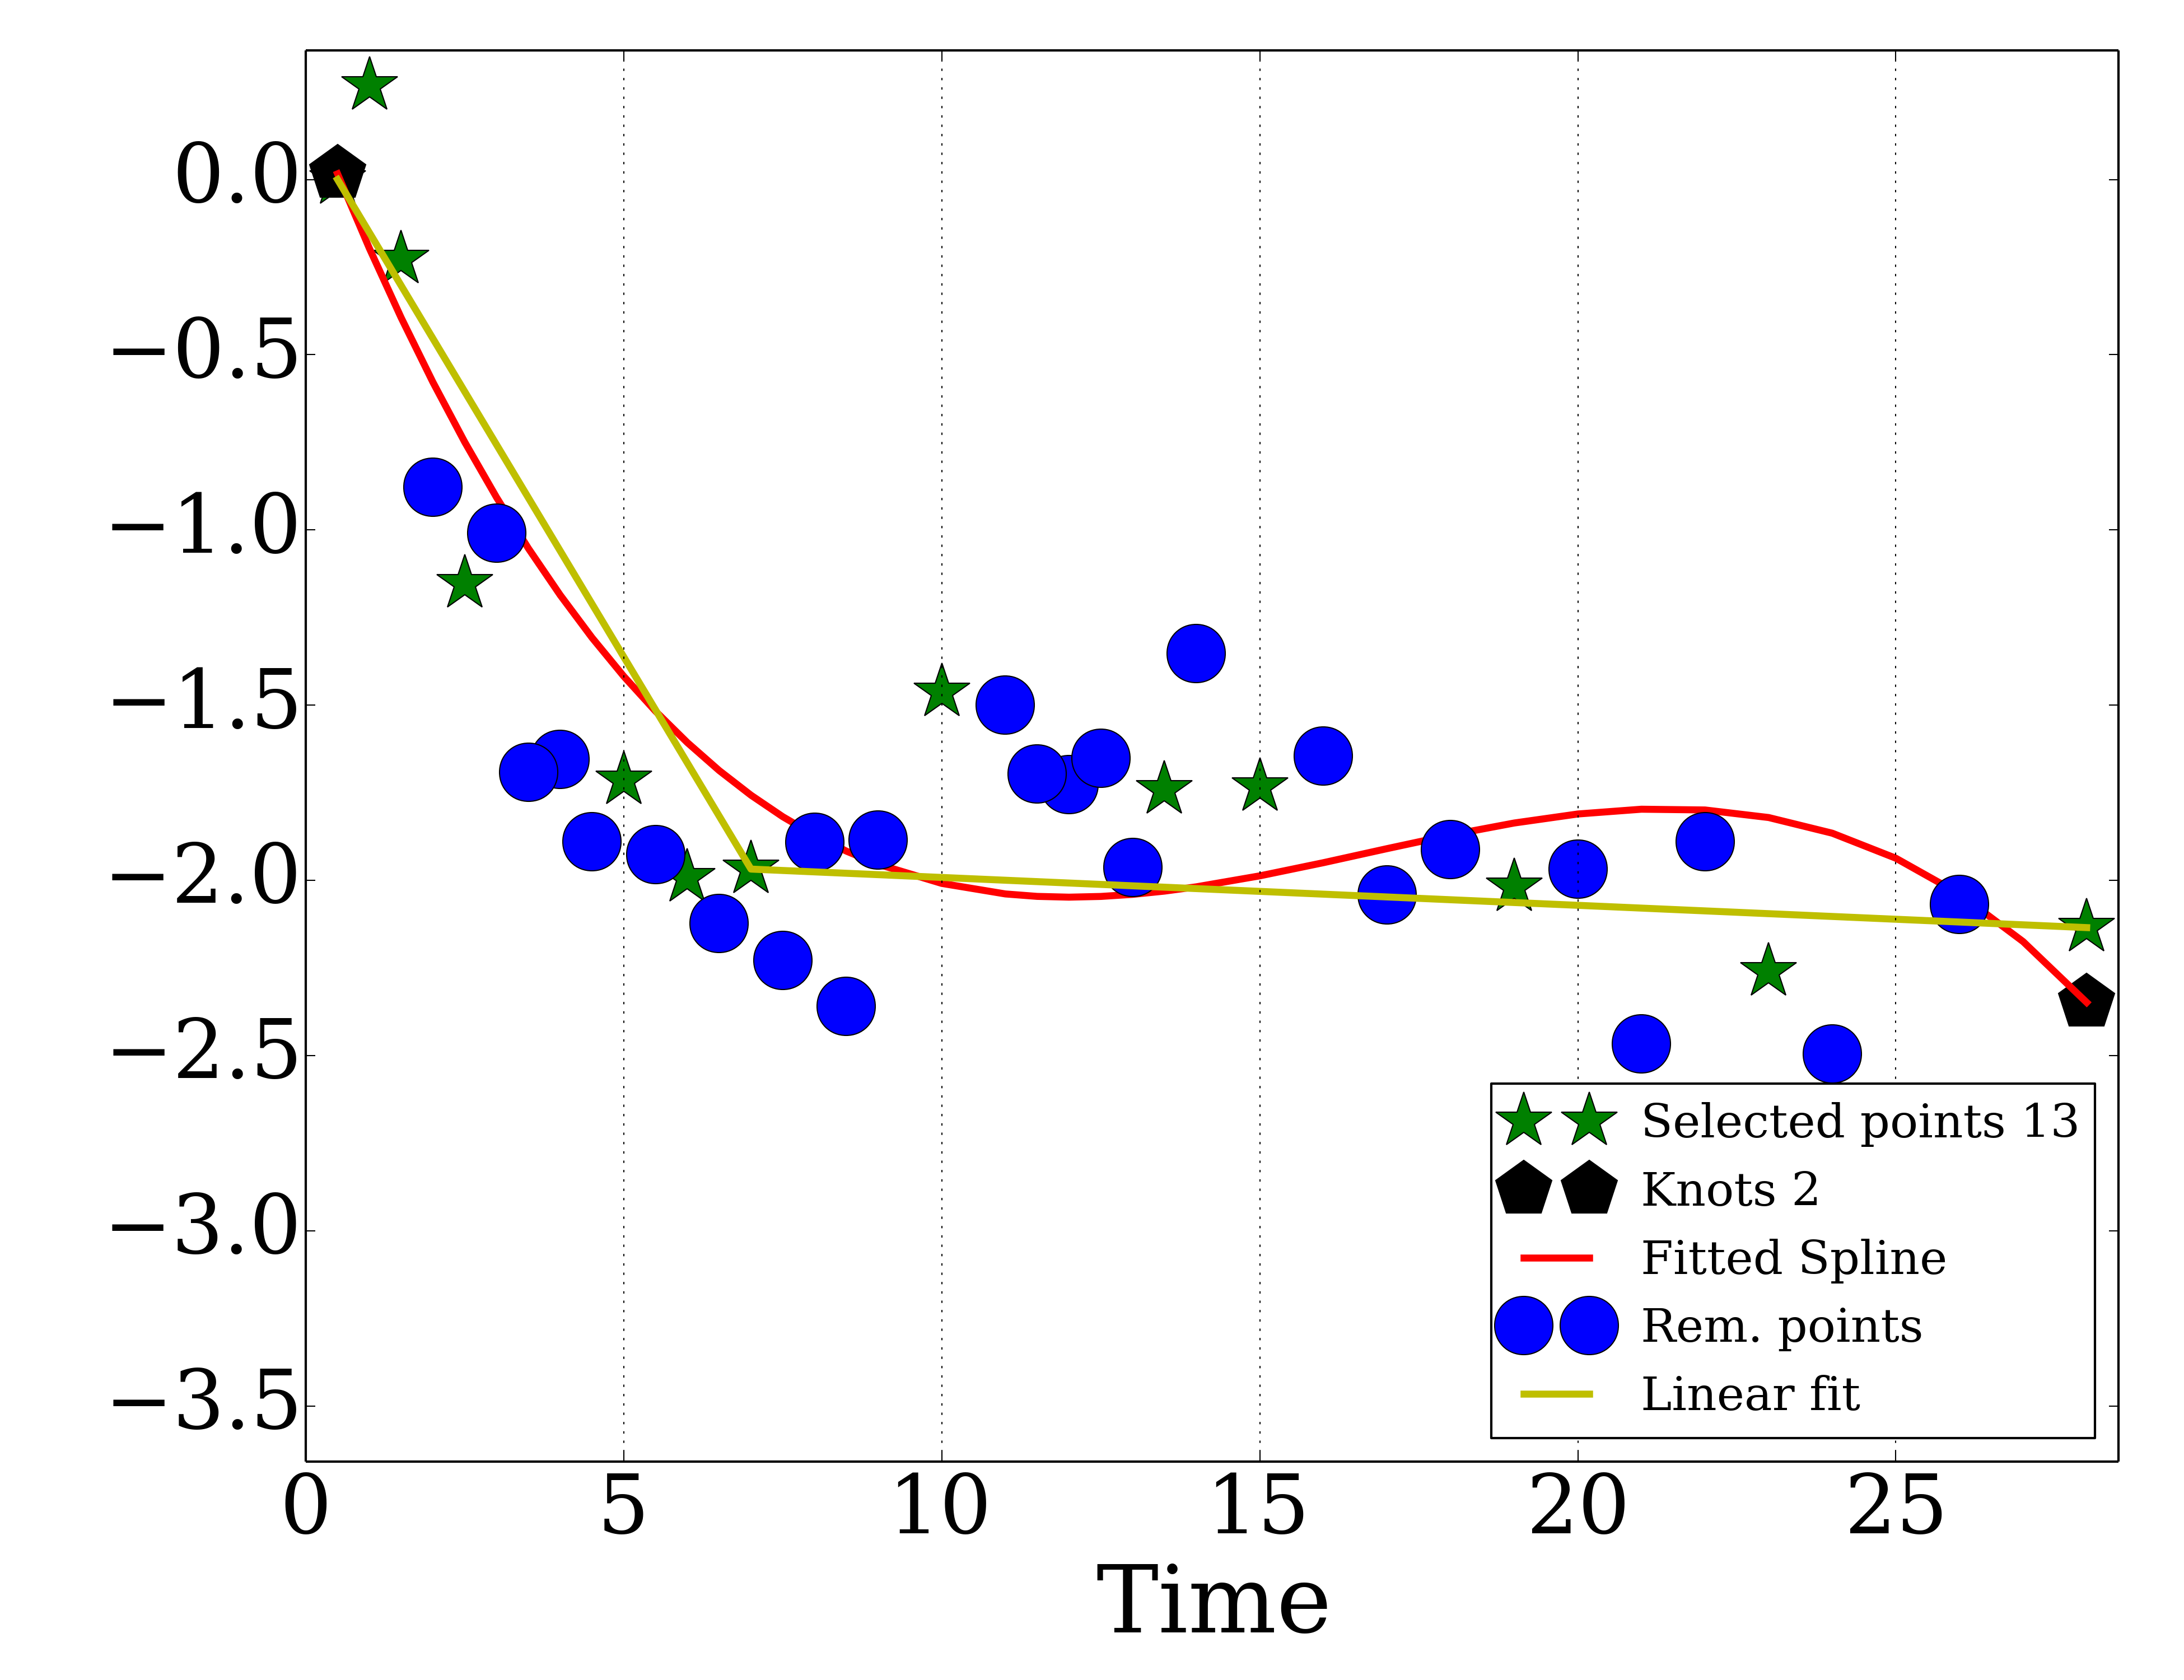 0.0
−0.5
−1.0
−1.5
−2.0
−2.5
−3.0
−3.5
Selected points 13
Knots 2
Fitted Spline
Rem. points
Linear fit
0 5 10 15 20 25
Time